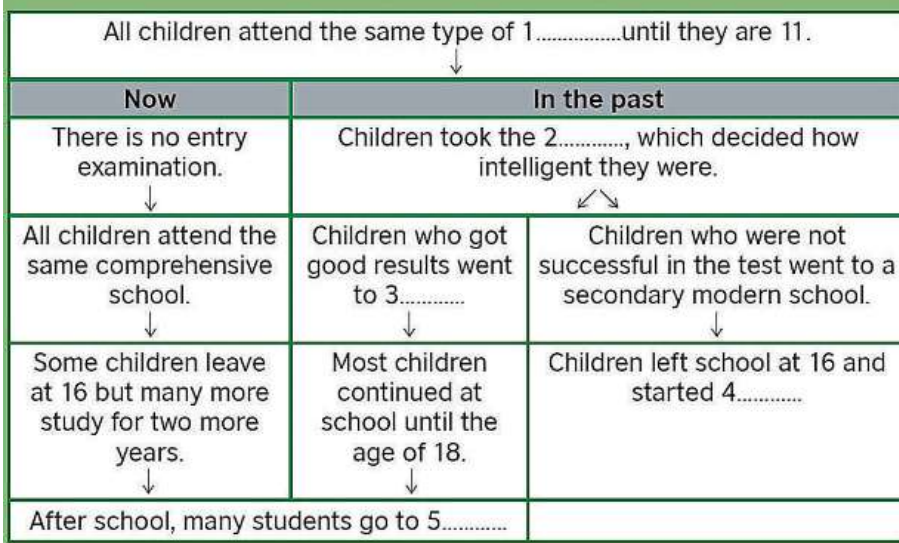 All children attend the same type of 1................until they are 11.
↓
Now
In the past
There is no entry
examination.
↓
Children took the 2............, which decided how
intelligent they were.
↙↘
All children attend the
same comprehensive
school.
↓
Children who got
good results went
to 3............
↓
Children who were not
successful in the test went to a
secondary modern school.
↓
Some children leave
at 16 but many more
study for two more
years.
↓
Most children
continued at
school until the
age of 18.
↓
Children left school at 16 and
started 4............
After school, many students go to 5............